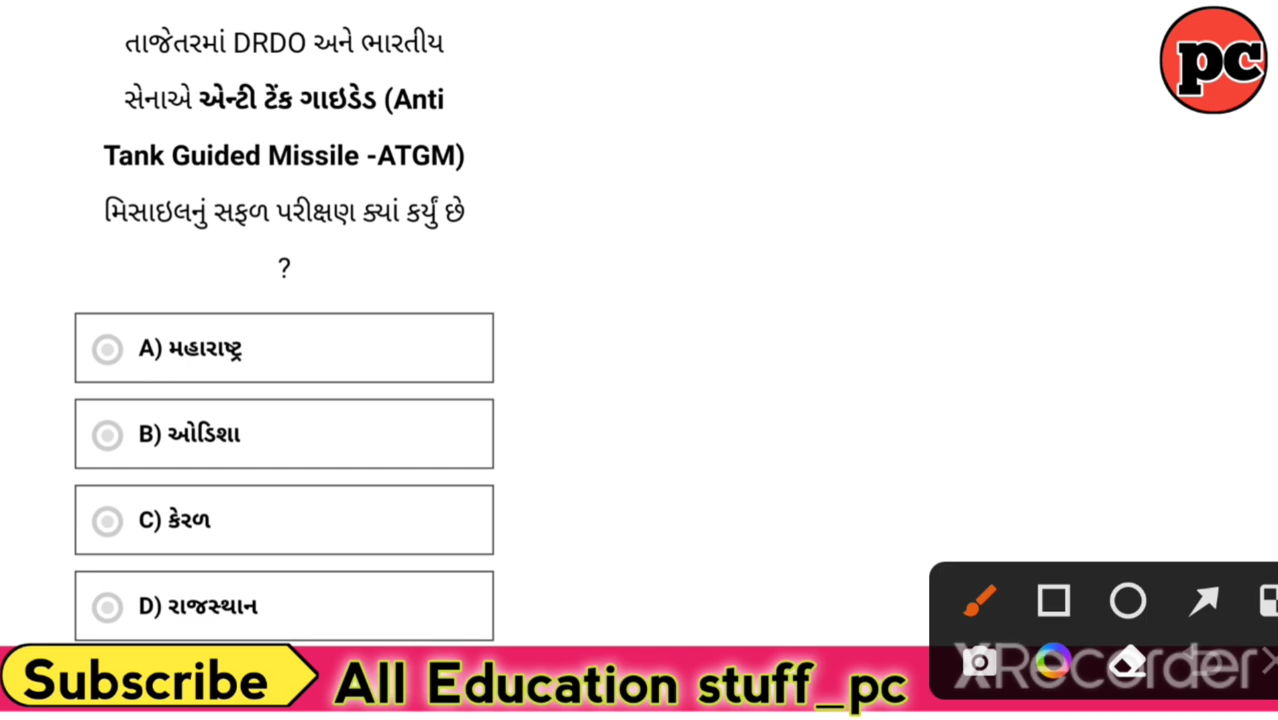 તાજેતરમાં DRDO અને ભારતીય
સેનાએ એન્ટી ટેંક ગાઇડેડ (Anti
Tank Guided Missile -ATGM)
મિસાઇલનું સફળ પરીક્ષણ ક્યાં કર્યું છે
?
A) મહારાષ્ટ્ર
B) ઓડિશા
C) કેરળ
D) રાજસ્થાન
pc
XRecorder
Subscribe All Education stuff_pc